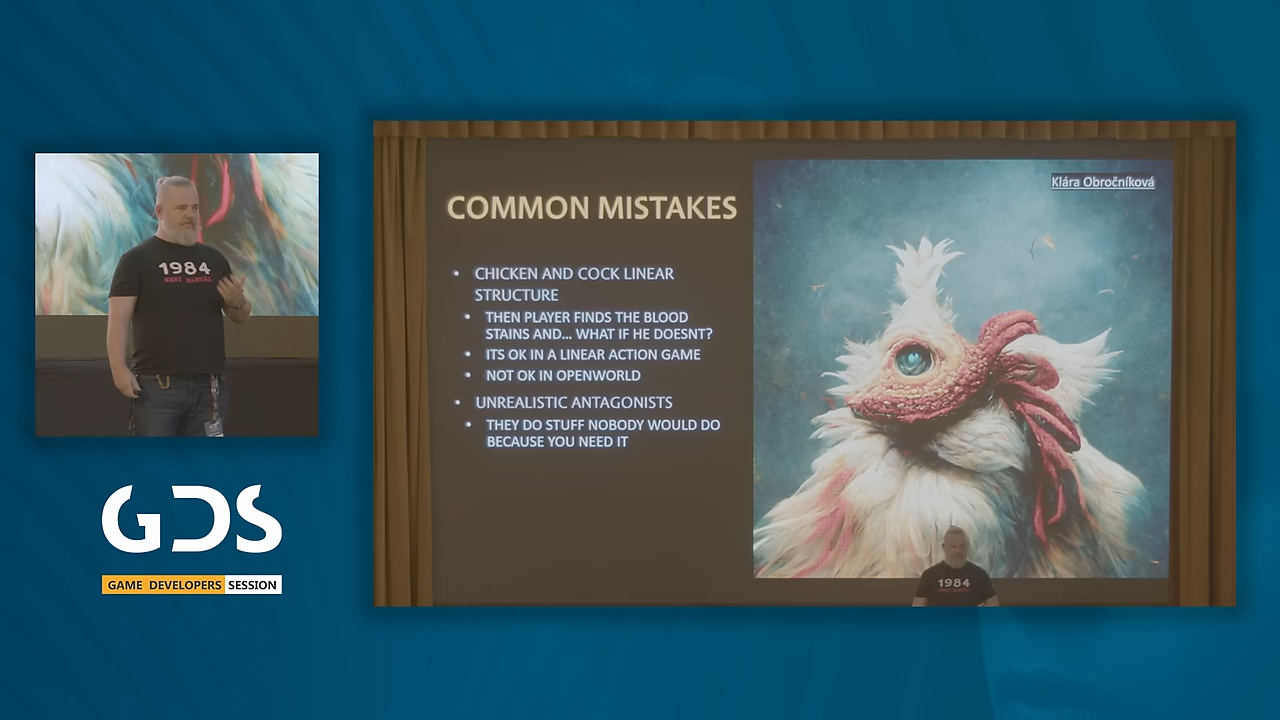 1984
NENÍ MANUÁL
GDS
GAME DEVELOPERS SESSION
COMMON MISTAKES
• CHICKEN AND COCK LINEAR
STRUCTURE
• THEN PLAYER FINDS THE BLOOD
STAINS AND... WHAT IF HE DOESNT?
• ITS OK IN A LINEAR ACTION GAME
• NOT OK IN OPENWORLD
• UNREALISTIC ANTAGONISTS
• THEY DO STUFF NOBODY WOULD DO
BECAUSE YOU NEED IT
Klára Obročníková
1984